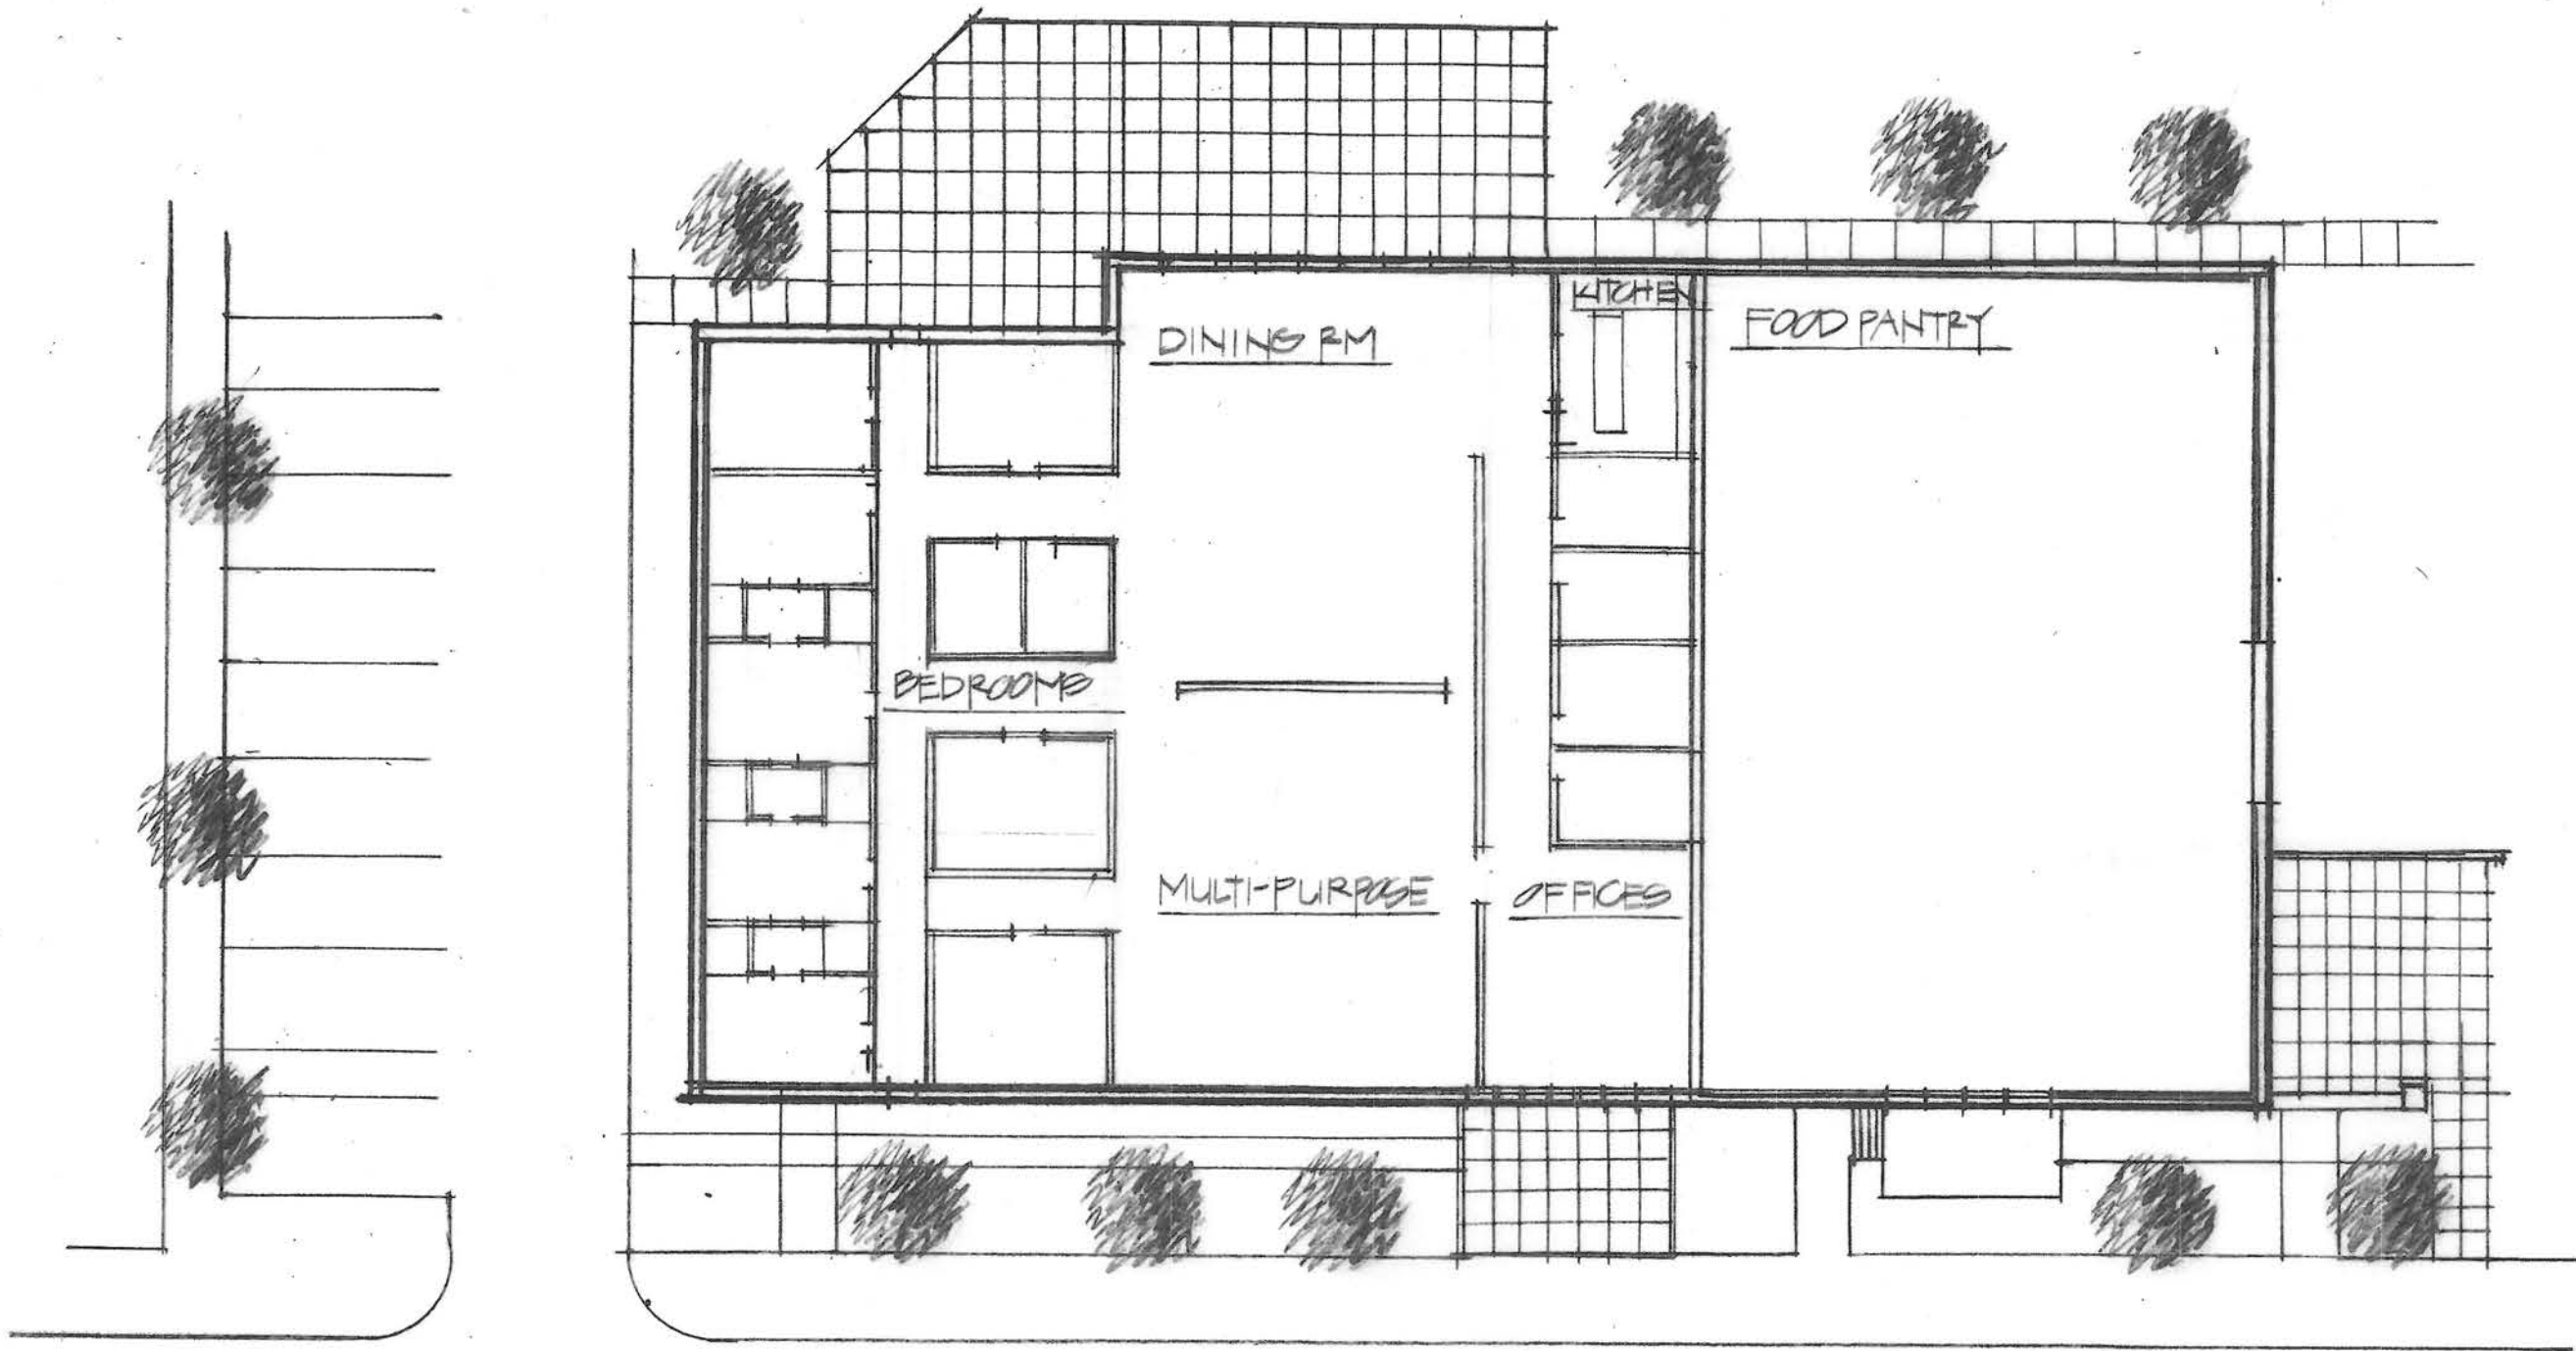 KITCHEN
DINING RM
FOOD PANTRY
BEDROOMS
MULTI-PURPOSE
OFFICES